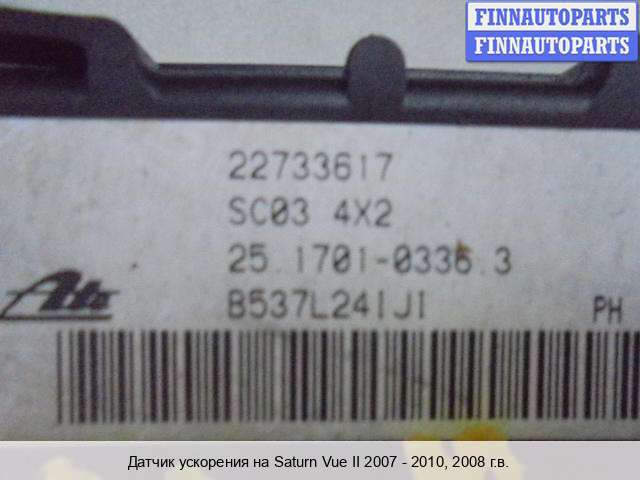 FINNAUTOPARTS
FINNAUTOPARTS
22733617
SC03 4X2
25.1701-0336.3
Ate
B537L241J1
PH
Датчик ускорения на Saturn Vue II 2007 - 2010, 2008 г.в.